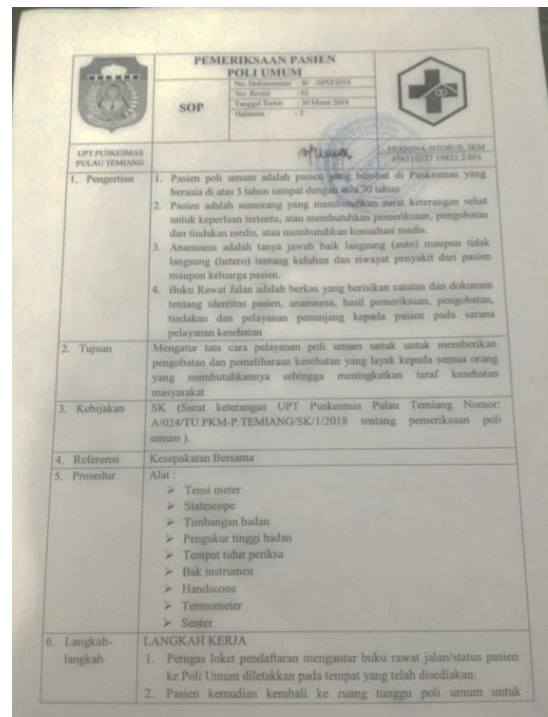 PEMERIKSAAN PASIEN
POLI UMUM
SOP
No. Dokumentasi : W /SPO/2018
No. Revisi : 03
Tanggal Terbit : 30 Maret 2018
Halaman : 2
UPT PUSKESMAS
PULAU TEMIANG
HERMINA SITORUS, SKM
1. Pengertian
1. Pasien poli umum adalah pasien yang berobat di Puskesmas yang
berusia di atas 5 tahun sampai dengan usia 70 tahun
2. Pasien adalah seseorang yang membutuhkan surat keterangan sehat
untuk keperluan tertentu, atau membutuhkan pemeriksaan, pengobatan
dan tindakan medis, atau membutuhkan konsultasi medis.
3. Anamnesa adalah tanya jawab baik langsung (auto) maupun tidak
langsung (hetero) tentang keluhan dan riwayat penyakit dari pasien
maupun keluarga pasien.
4. Buku Rawat Jalan adalah berkas yang berisikan catatan dan dokumen
tentang identitas pasien, anamnesa, hasil pemeriksaan, pengobatan,
tindakan dan pelayanan penunjang kepada pasien pada sarana
pelayanan kesehatan
2. Tujuan
Mengatur tata cara pelayanan poli umum untuk untuk memberikan
pengobatan dan pemeliharaan kesehatan yang layak kepada semua orang
yang membutuhkannya sehingga meningkatkan taraf kesehatan
masyarakat
3. Kebijakan
SK (Surat keterangan UPT Puskesmas Pulau Temiang Nomor:
A/024/TU.PKM-P.TEMIANG/SK/1/2018 tentang pemeriksaan poli
umum ).
4. Referensi
Kesepakatan Bersama
5. Prosedur
Alat :
➢ Tensi meter
➢ Statescope
➢ Timbangan badan
➢ Pengukur tinggi badan
➢ Tempat tidur periksa
➢ Bak instrumen
➢ Handscone
➢ Termometer
➢ Senter
6. Langkah-
langkah
LANGKAH KERJA
1. Petugas loket pendaftaran mengantar buku rawat jalan/status pasien
ke Poli Umum diletakkan pada tempat yang telah disediakan.
2. Pasien kemudian kembali ke ruang tunggu poli umum untuk